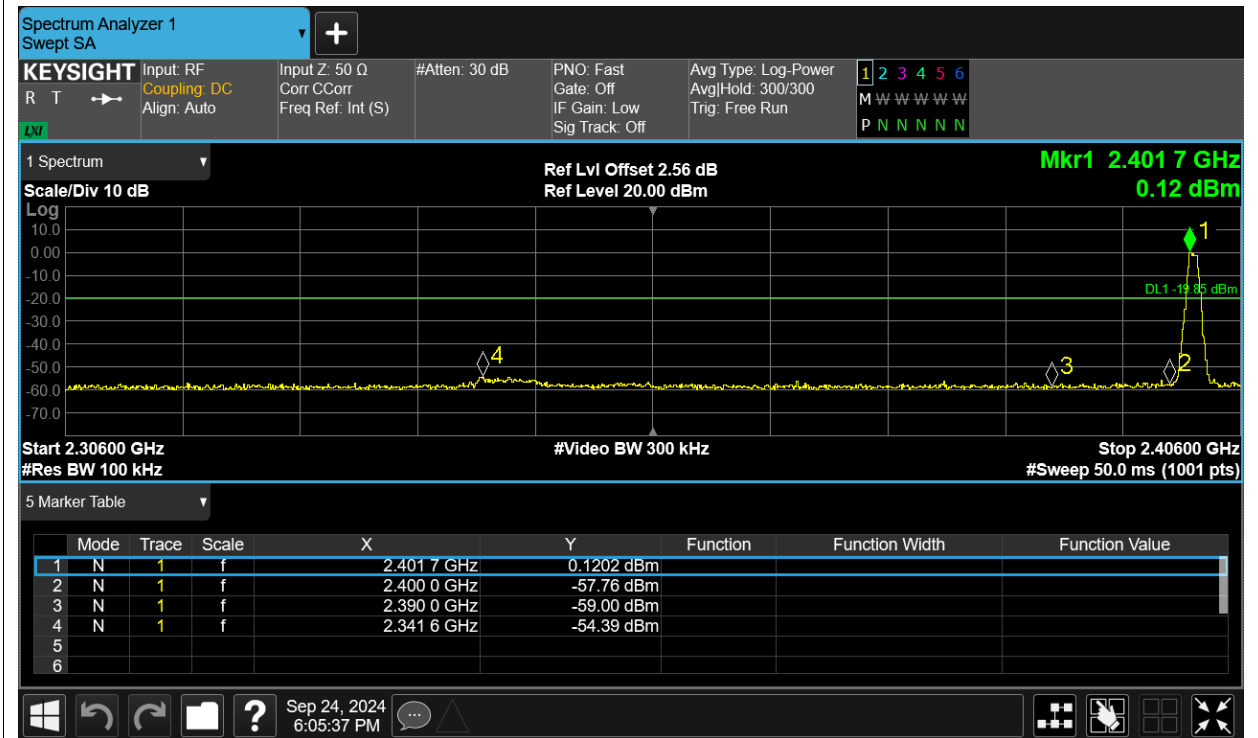 Spectrum Analyzer 1
Swept SA
KEYSIGHT
R T
LXI
Input: RF
Coupling: DC
Align: Auto
Input Z: 50 Ω
Corr CCorr
Freq Ref: Int (S)
#Atten: 30 dB
PNO: Fast
Gate: Off
IF Gain: Low
Sig Track: Off
Avg Type: Log-Power
Avg|Hold: 300/300
Trig: Free Run
1 2 3 4 5 6
M W W W W W
P N N N N N
1 Spectrum
Scale/Div 10 dB
Ref Lvl Offset 2.56 dB
Ref Level 20.00 dBm
Mkr1 2.401 7 GHz
0.12 dBm
Log
10.0
0.00
-10.0
-20.0
-30.0
-40.0
-50.0
-60.0
-70.0
1
DL1 -19.85 dBm
4
3
2
Start 2.30600 GHz
#Video BW 300 kHz
Stop 2.40600 GHz
#Res BW 100 kHz
#Sweep 50.0 ms (1001 pts)
5 Marker Table
Mode Trace Scale X Y Function Function Width Function Value
1 N 1 f 2.401 7 GHz 0.1202 dBm
2 N 1 f 2.400 0 GHz -57.76 dBm
3 N 1 f 2.390 0 GHz -59.00 dBm
4 N 1 f 2.341 6 GHz -54.39 dBm
5
6
?
Sep 24, 2024
6:05:37 PM